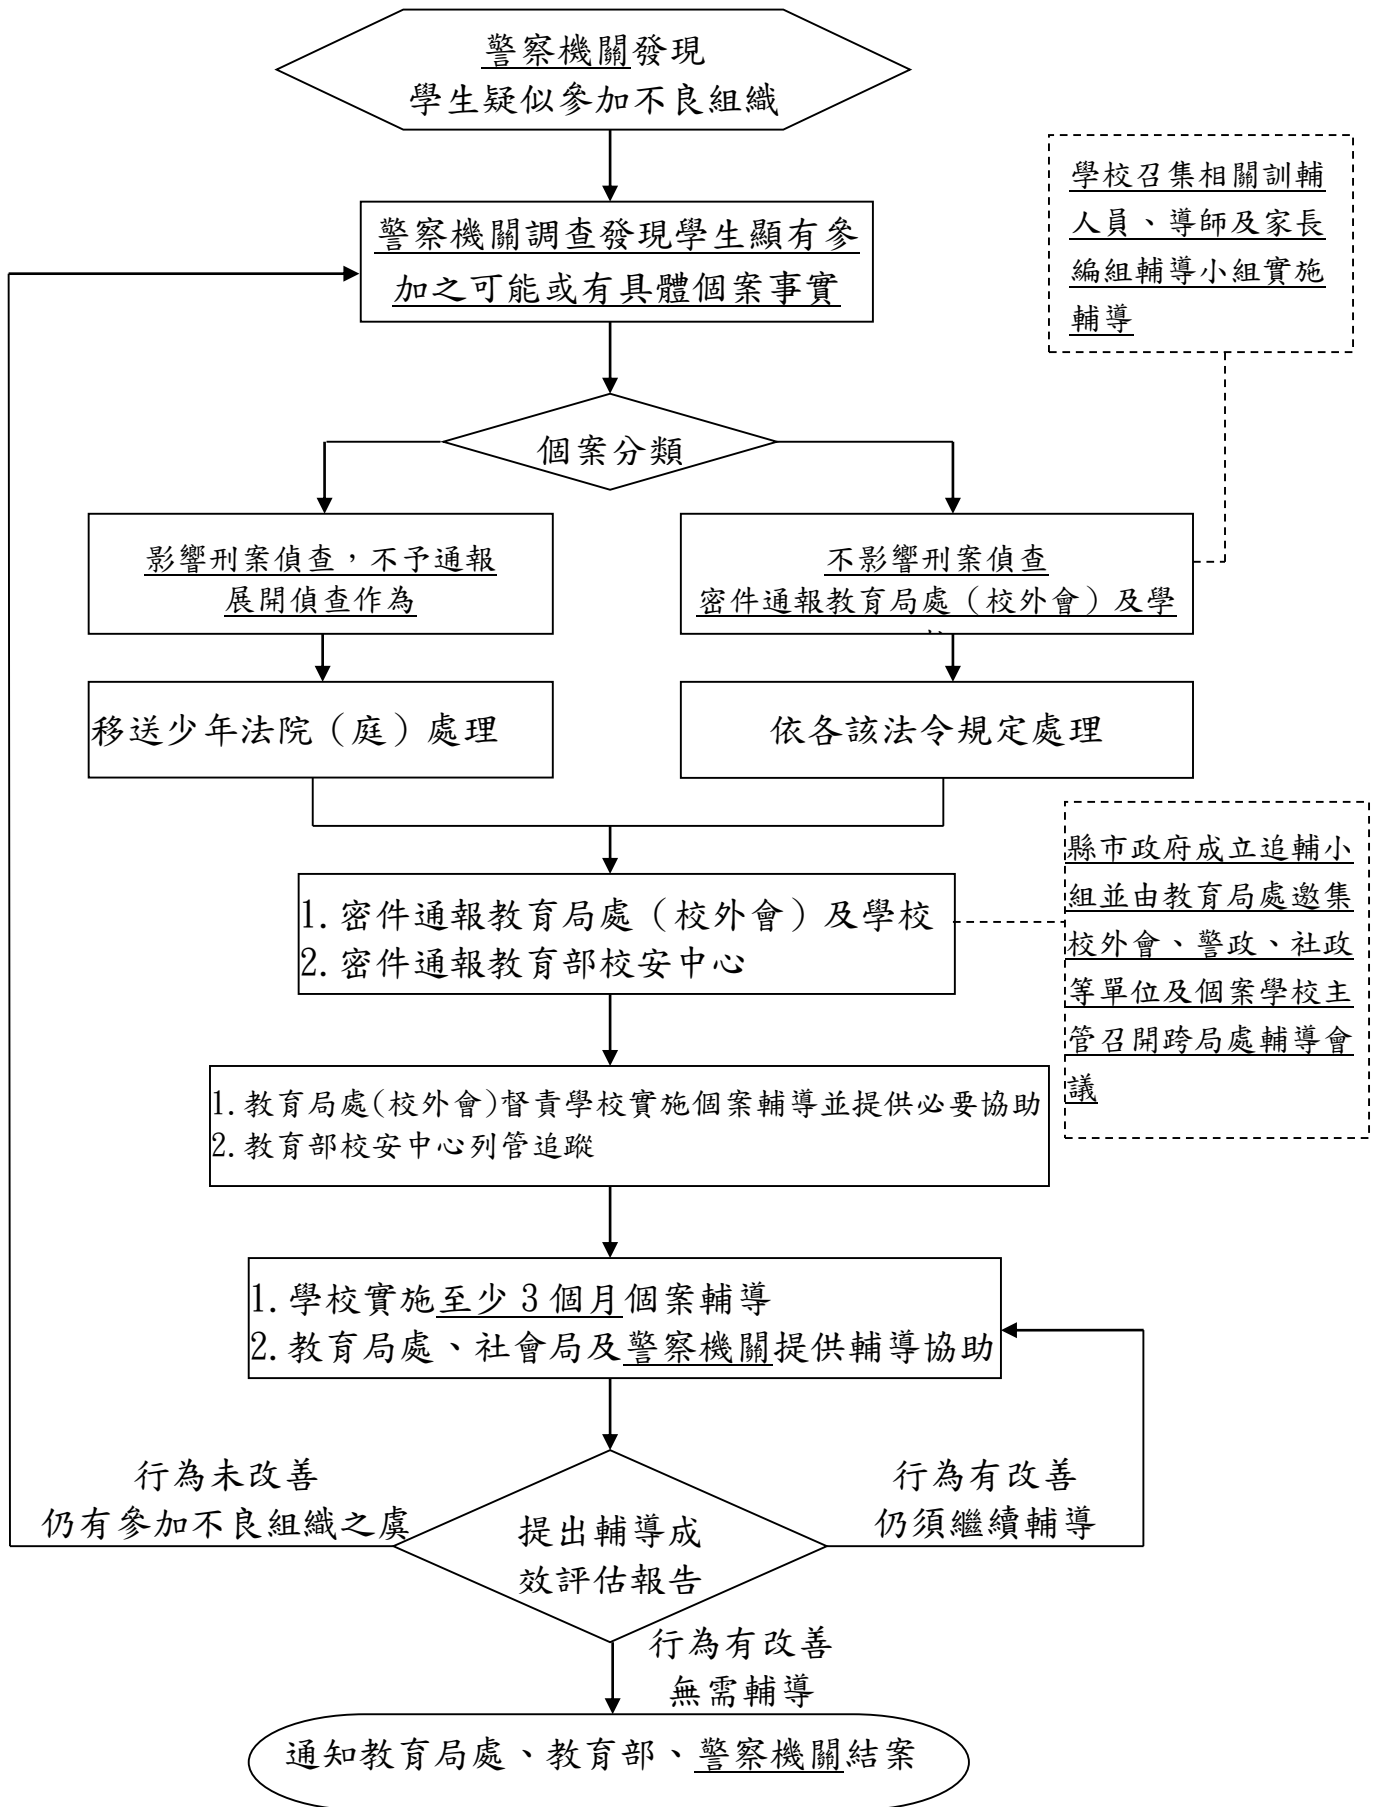 警察機關發現
學生疑似參加不良組織
學校召集相關訓輔
人員、導師及家長
編組輔導小組實施
輔導
警察機關調查發現學生顯有參
加之可能或有具體個案事實
個案分類
影響刑案偵查，不予通報
展開偵查作為
不影響刑案偵查
密件通報教育局處（校外會）及學
移送少年法院（庭）處理
依各該法令規定處理
縣市政府成立追輔小
組並由教育局處邀集
校外會、警政、社政
等單位及個案學校主
管召開跨局處輔導會
議
1.密件通報教育局處（校外會）及學校
2.密件通報教育部校安中心
1.教育局處(校外會)督責學校實施個案輔導並提供必要協助
2.教育部校安中心列管追蹤
1.學校實施至少3個月個案輔導
2.教育局處、社會局及警察機關提供輔導協助
行為未改善
仍有參加不良組織之虞
行為有改善
仍須繼續輔導
提出輔導成
效評估報告
行為有改善
無需輔導
通知教育局處、教育部、警察機關結案